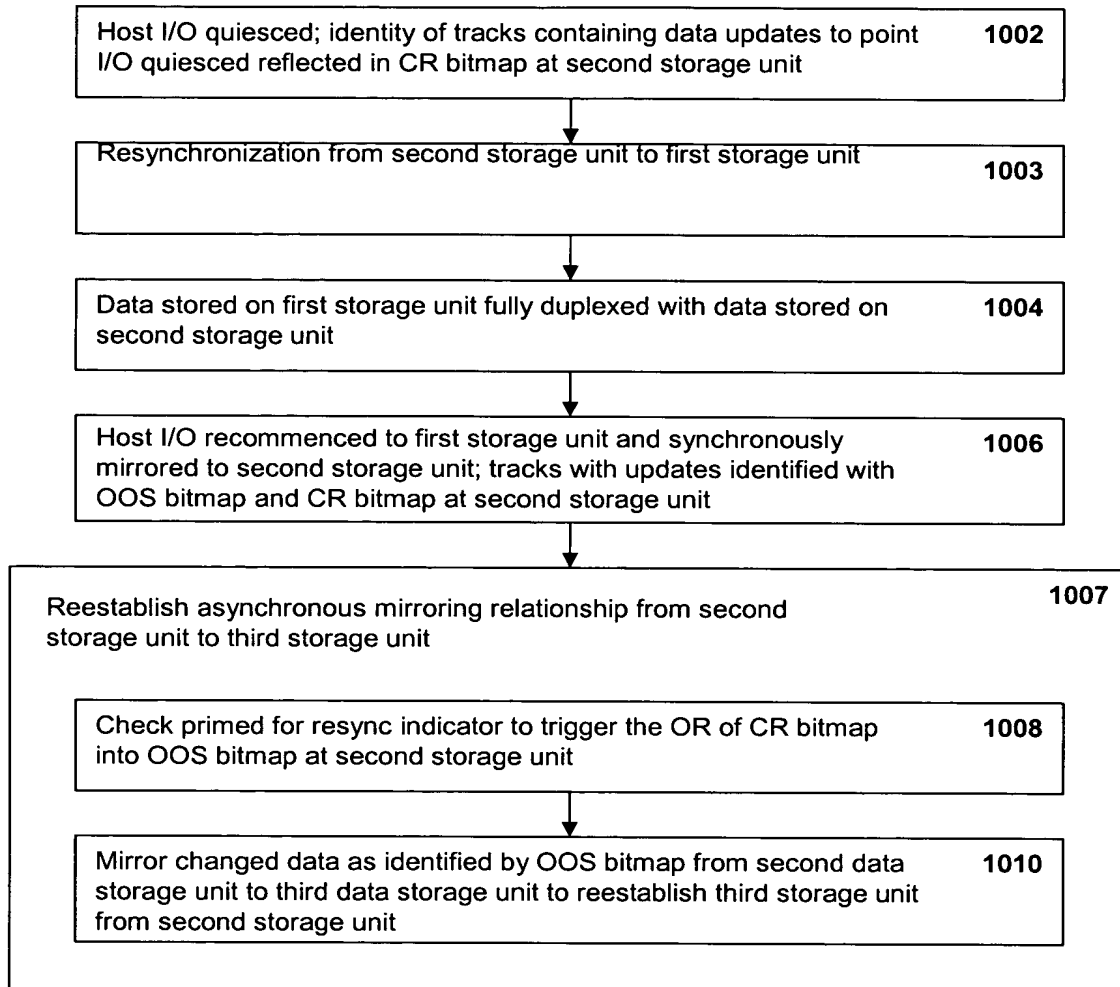 Host I/O quiesced; identity of tracks containing data updates to point 1002
I/O quiesced reflected in CR bitmap at second storage unit
Resynchronization from second storage unit to first storage unit
1003
Data stored on first storage unit fully duplexed with data stored on 1004
second storage unit
Host I/O recommenced to first storage unit and synchronously 1006
mirrored to second storage unit; tracks with updates identified with
OOS bitmap and CR bitmap at second storage unit
1007
Reestablish asynchronous mirroring relationship from second
storage unit to third storage unit
Check primed for resync indicator to trigger the OR of CR bitmap 1008
into OOS bitmap at second storage unit
Mirror changed data as identified by OOS bitmap from second data 1010
storage unit to third data storage unit to reestablish third storage unit
from second storage unit